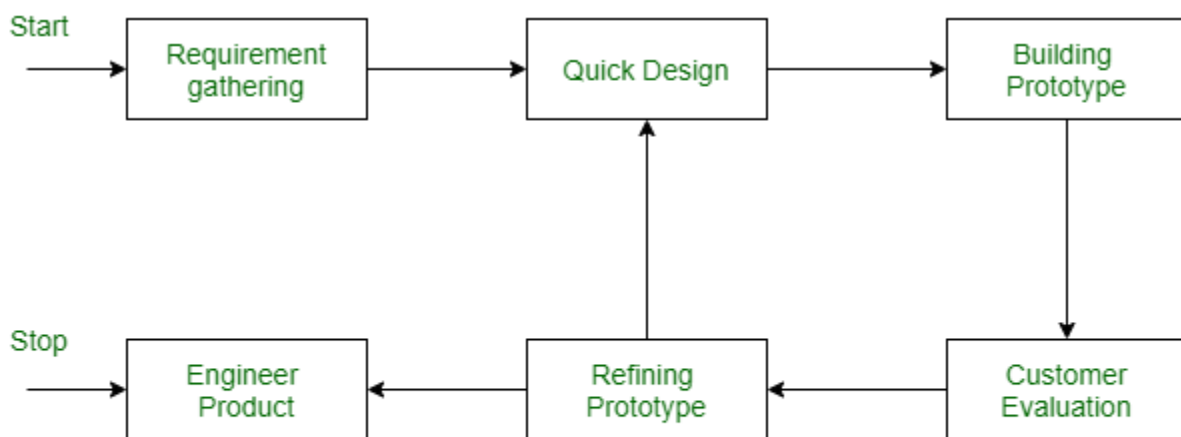 Start
Requirement
gathering
Quick Design
Building
Prototype
Stop
Engineer
Product
Refining
Prototype
Customer
Evaluation